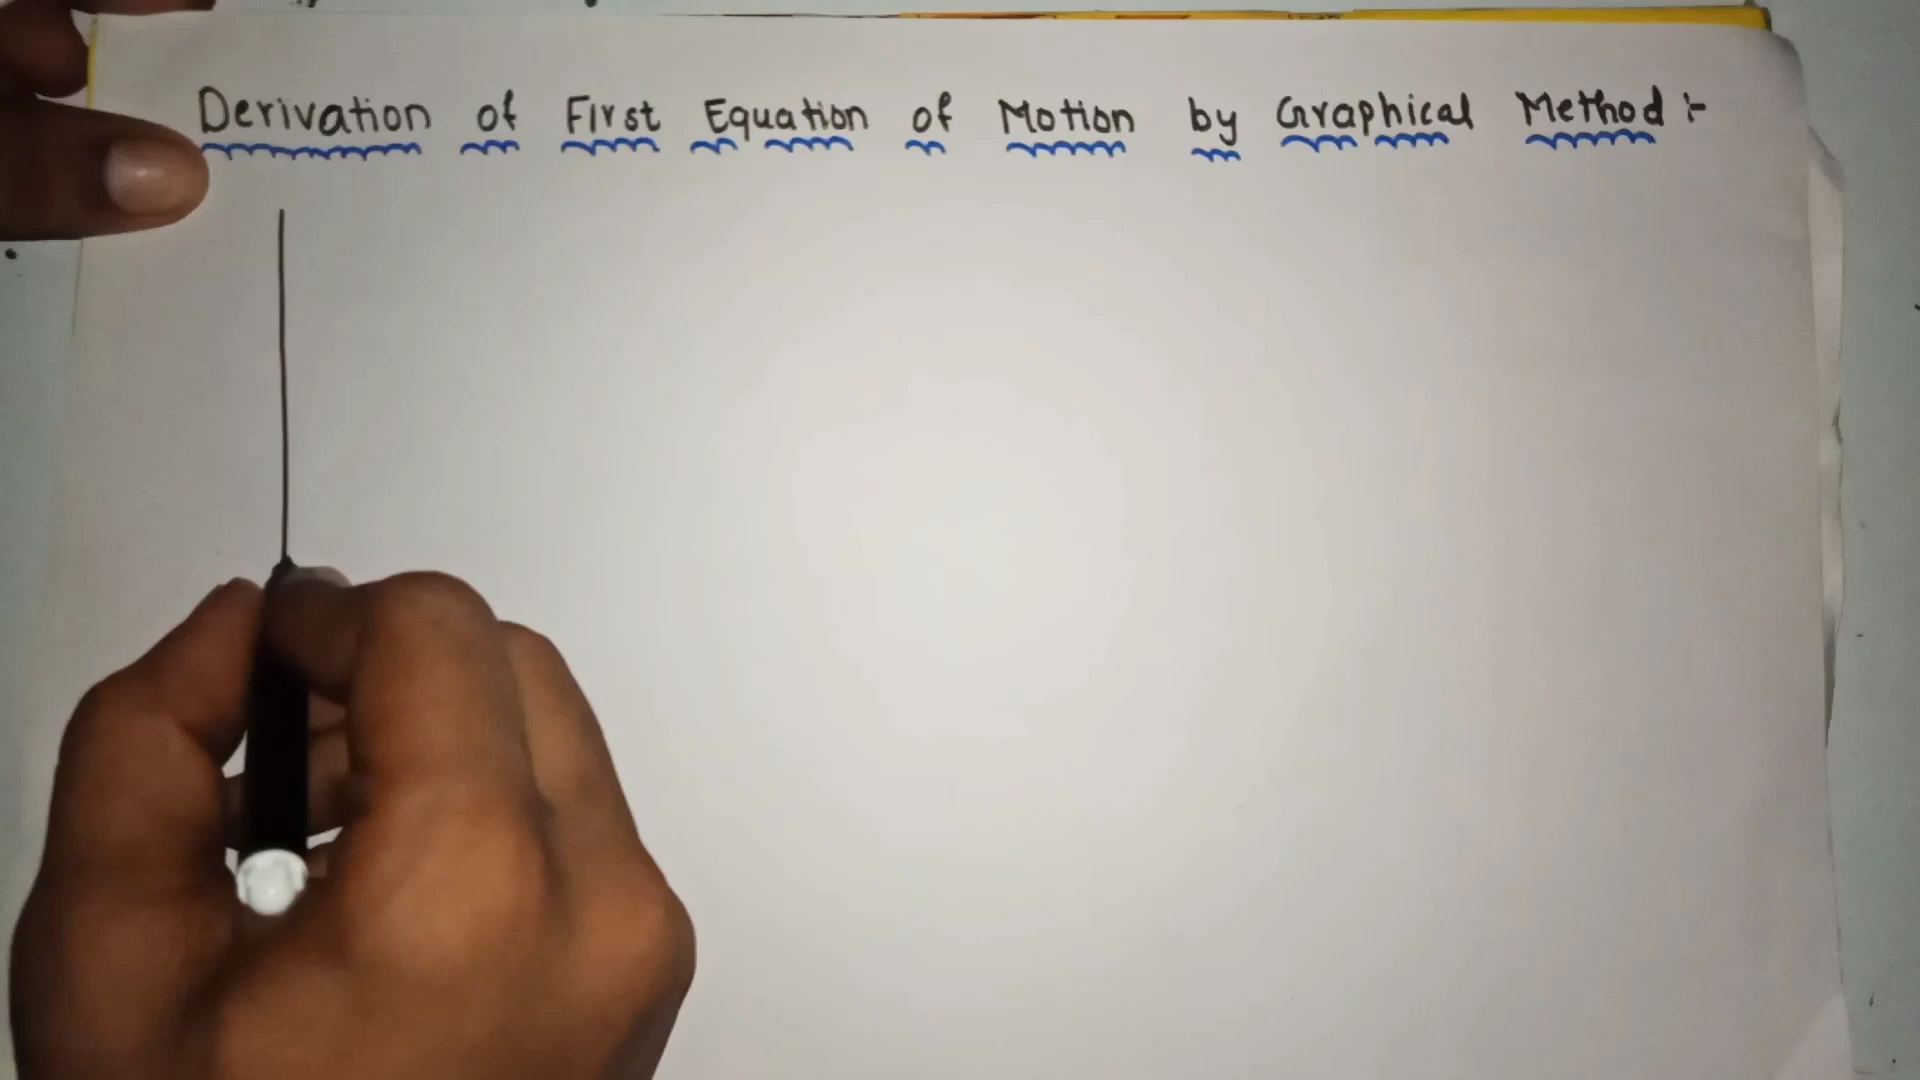 Derivation of First Equation of Motion by Graphical Method :-